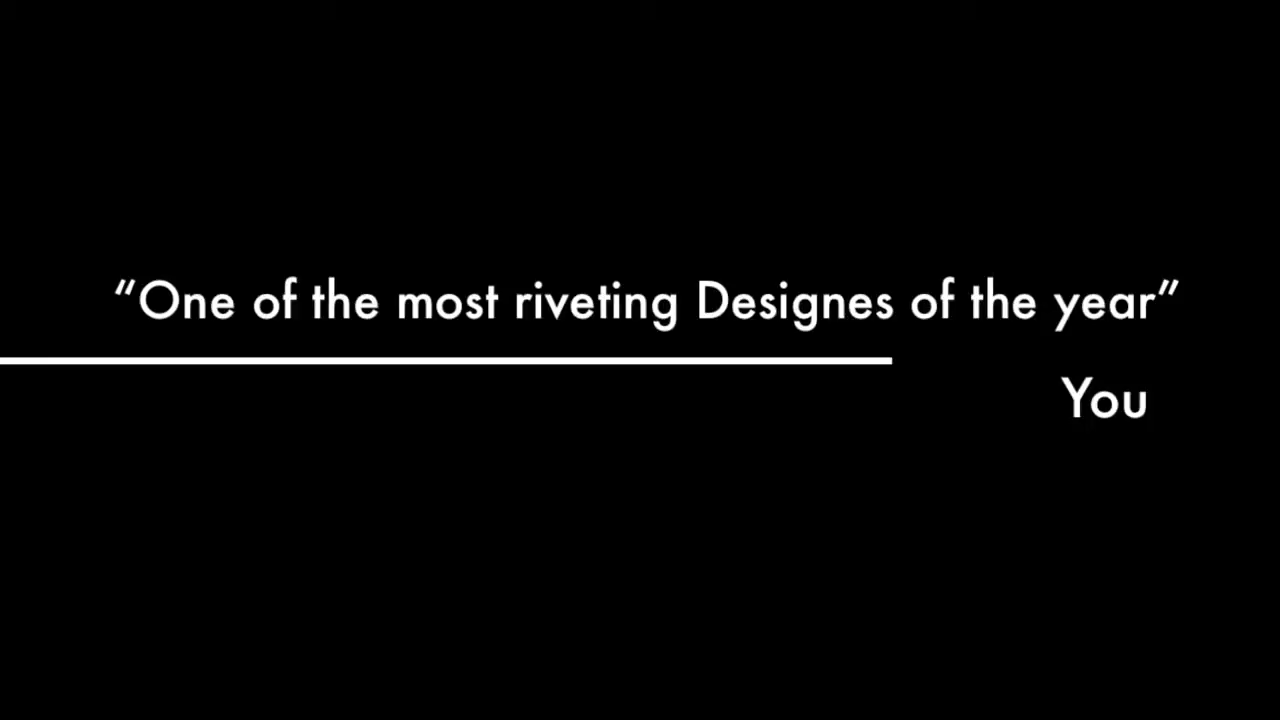 “One of the most riveting Designes of the year”
You